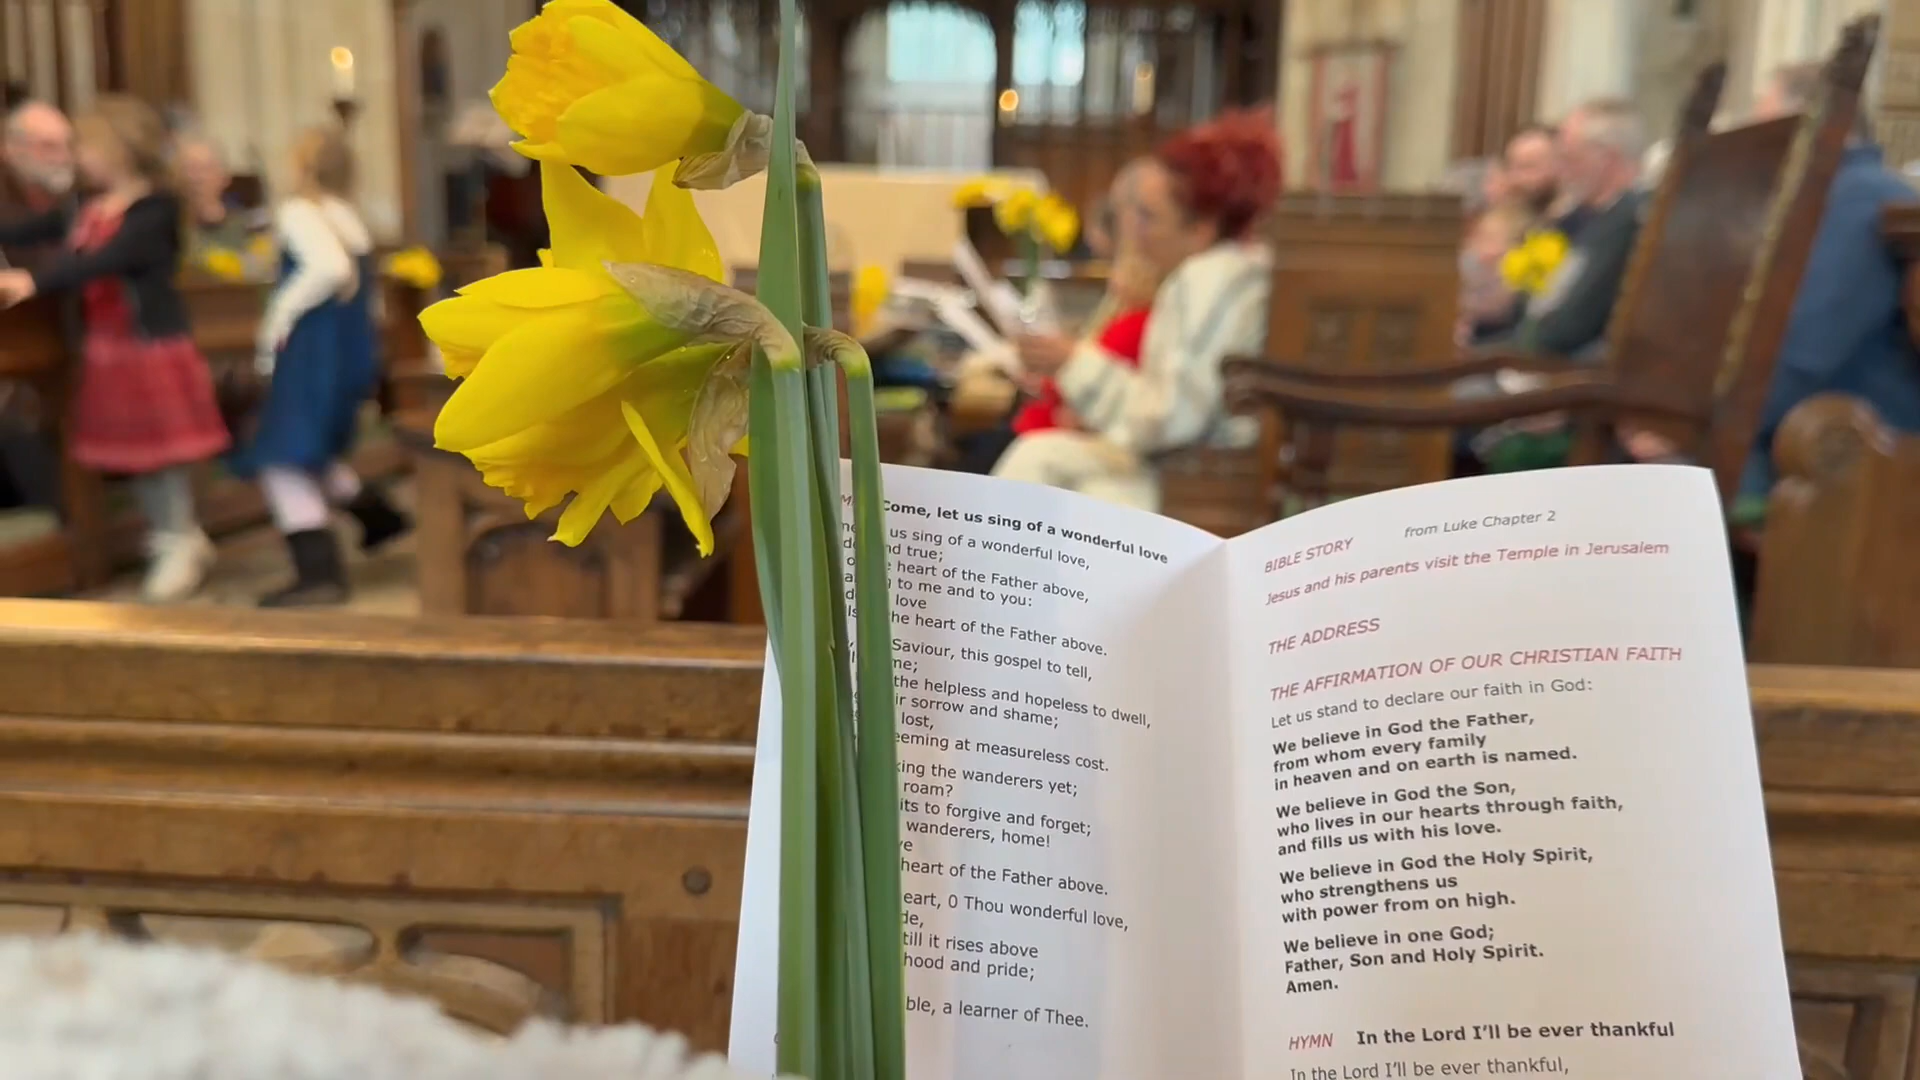 Come, let us sing of a wonderful love
us sing of a wonderful love,
nd true;
heart of the Father above,
to me and to you:
love
the heart of the Father above.
Saviour, this gospel to tell,
me;
the helpless and hopeless to dwell,
sorrow and shame;
lost,
eeming at measureless cost.
king the wanderers yet;
roam?
its to forgive and forget;
wanderers, home!
heart of the Father above.
eart, O Thou wonderful love,
till it rises above
hood and pride;
ble, a learner of Thee.
BIBLE STORY from Luke Chapter 2
Jesus and his parents visit the Temple in Jerusalem
THE ADDRESS
THE AFFIRMATION OF OUR CHRISTIAN FAITH
Let us stand to declare our faith in God:
We believe in God the Father,
from whom every family
in heaven and on earth is named.
We believe in God the Son,
who lives in our hearts through faith,
and fills us with his love.
We believe in God the Holy Spirit,
who strengthens us
with power from on high.
We believe in one God;
Father, Son and Holy Spirit.
Amen.
HYMN In the Lord I'll be ever thankful
In the Lord I'll be ever thankful,